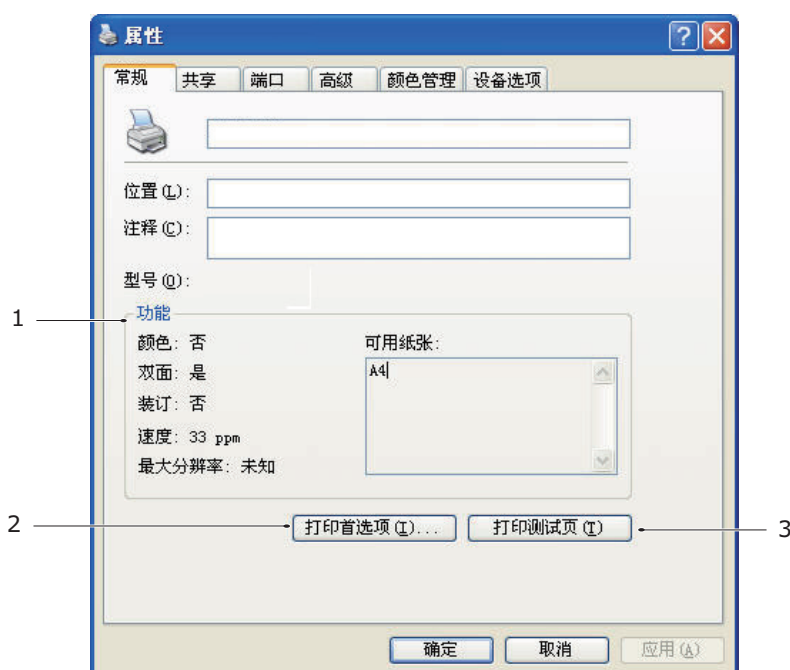 属性
常规 共享 端口 高级 颜色管理 设备选项
位置(L):
注释(C):
型号(O):
1
功能
颜色: 否
双面: 是
装订: 否
速度: 33 ppm
最大分辨率: 未知
可用纸张:
A4
2
打印首选项(I)...
打印测试页(T)
3
确定
取消
应用(A)